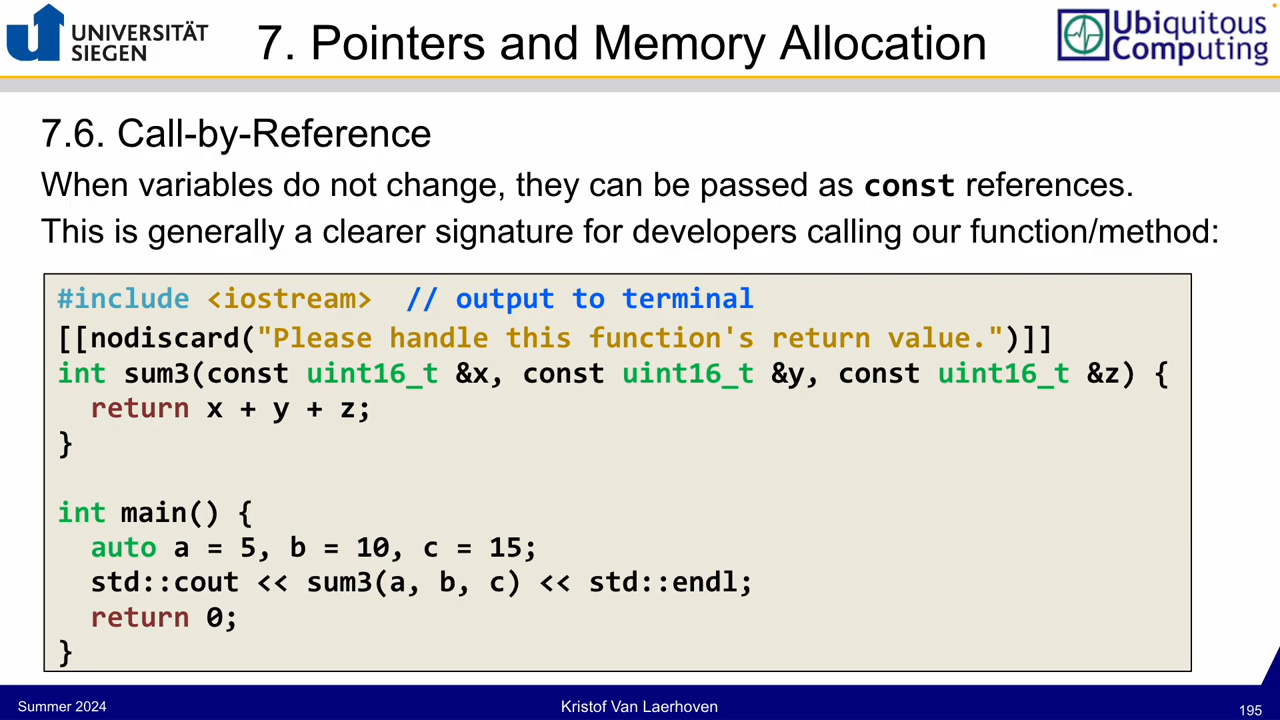 UNIVERSITÄT
SIEGEN
7. Pointers and Memory Allocation
Ubiquitous
Computing
7.6. Call-by-Reference
When variables do not change, they can be passed as const references.
This is generally a clearer signature for developers calling our function/method:
#include <iostream>  // output to terminal
[[nodiscard("Please handle this function's return value.")]]
int sum3(const uint16_t &x, const uint16_t &y, const uint16_t &z) {
  return x + y + z;
}
int main() {
  auto a = 5, b = 10, c = 15;
  std::cout << sum3(a, b, c) << std::endl;
  return 0;
}
Summer 2024
Kristof Van Laerhoven
195